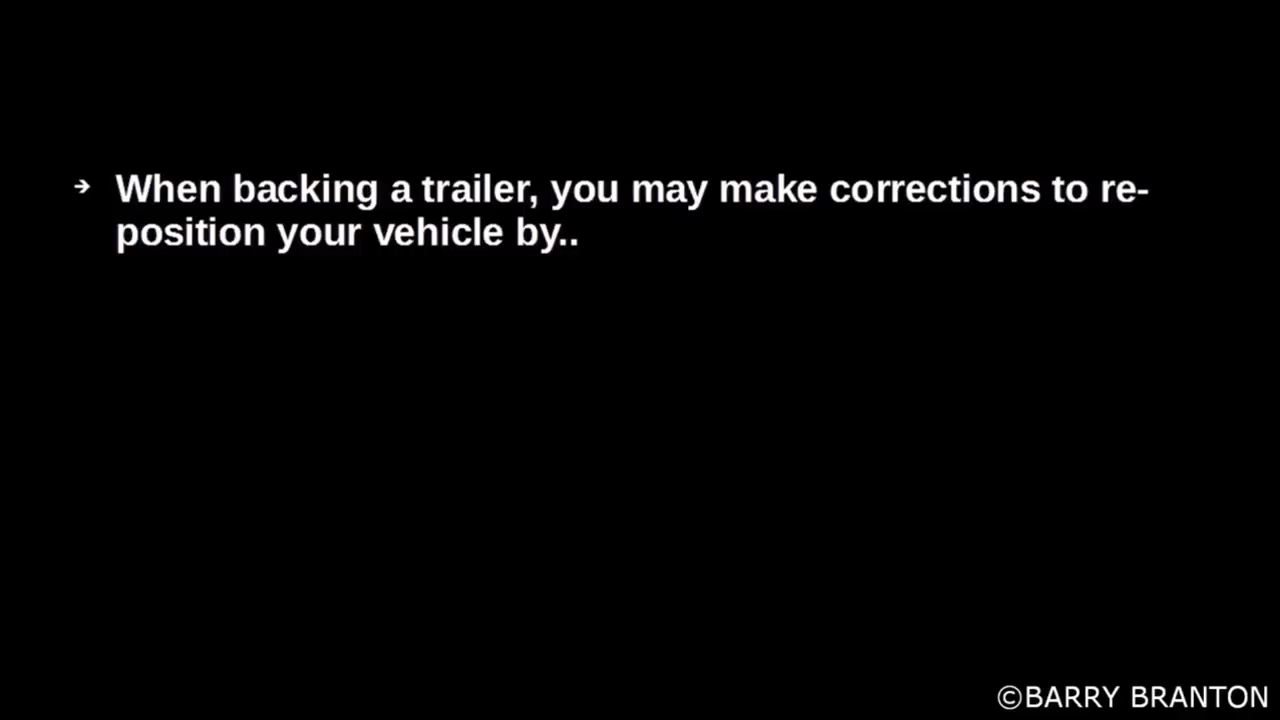 ➔ When backing a trailer, you may make corrections to re-
position your vehicle by..
©BARRY BRANTON